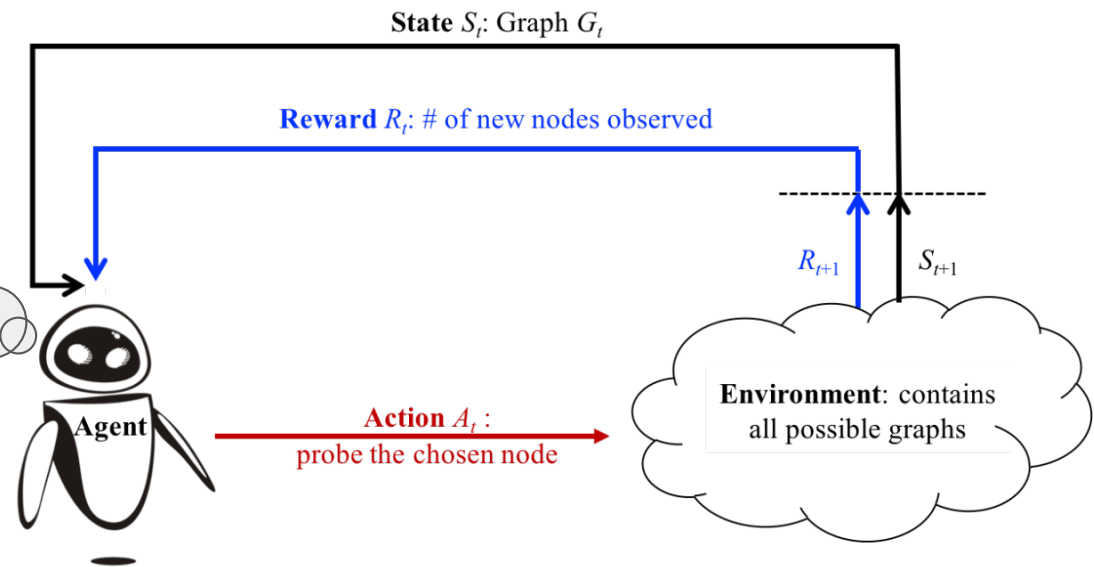 State Sₜ: Graph Gₜ
Reward Rₜ: # of new nodes observed
Rₜ₊₁
Sₜ₊₁
Environment: contains
all possible graphs
Agent
Action Aₜ :
probe the chosen node